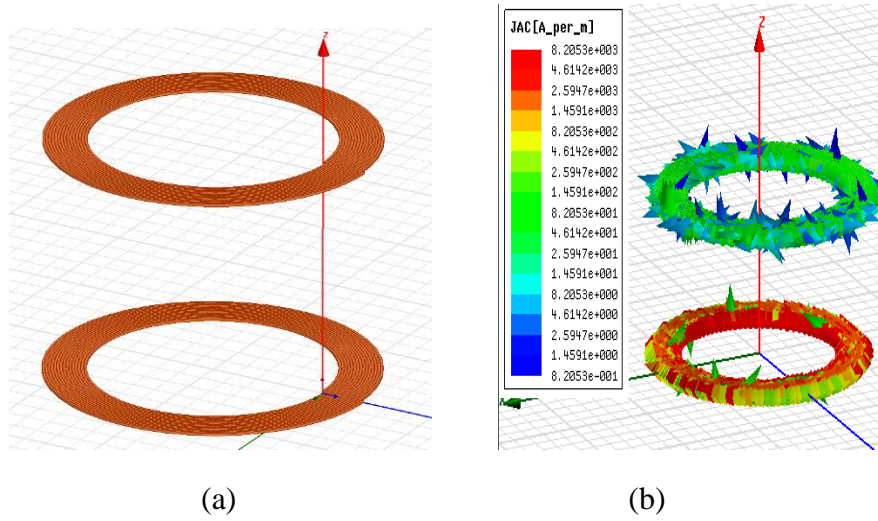 z
Z
JAC[A_per_m]
8.2053e+003
4.6142e+003
2.5947e+003
1.4591e+003
8.2053e+002
4.6142e+002
2.5947e+002
1.4591e+002
8.2053e+001
4.6142e+001
2.5947e+001
1.4591e+001
8.2053e+000
4.6142e+000
2.5947e+000
1.4591e+000
8.2053e-001
(a)
(b)